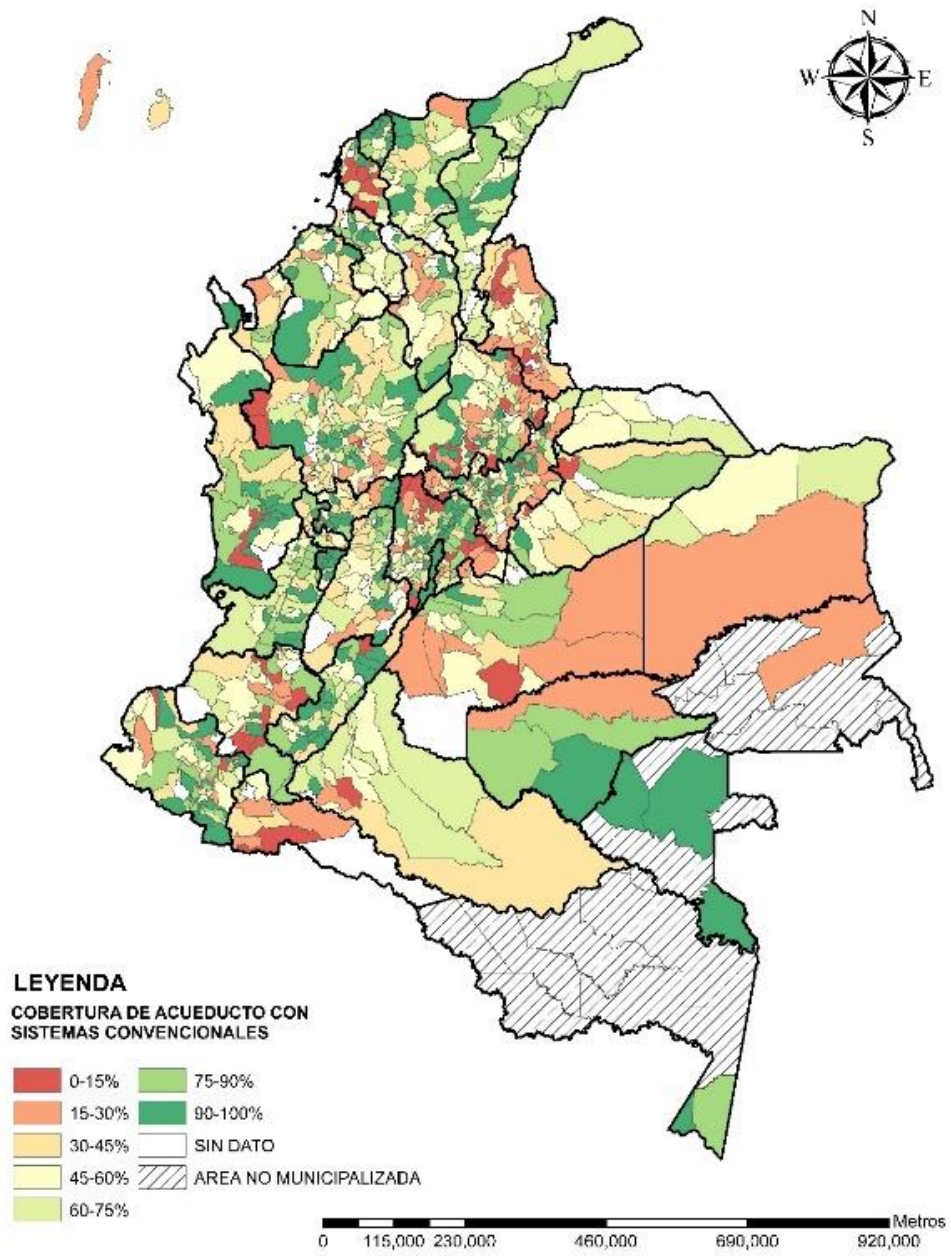 N
W E
S
LEYENDA
COBERTURA DE ACUEDUCTO CON
SISTEMAS CONVENCIONALES
0-15% 75-90%
15-30% 90-100%
30-45% SIN DATO
45-60% AREA NO MUNICIPALIZADA
60-75%
Metros
0 115,000 230,000 460,000 690,000 920,000